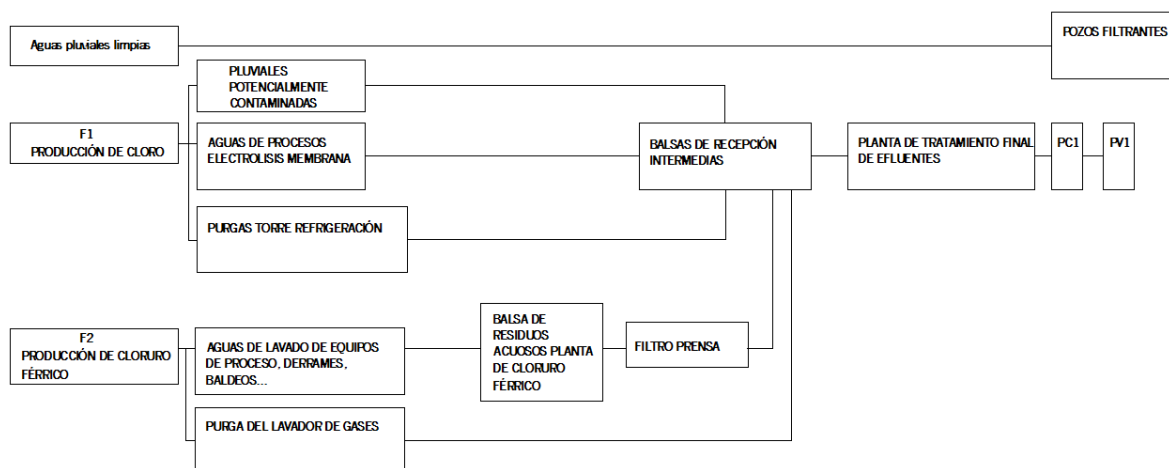 Aguas pluviales limpias
POZOS FILTRANTES
PLUVIALES
POTENCIALMENTE
CONTAMINADAS
F1
PRODUCCIÓN DE CLORO
AGUAS DE PROCESOS
ELECTROLISIS MEMBRANA
BALSAS DE RECEPCIÓN
INTERMEDIAS
PLANTA DE TRATAMIENTO FINAL
DE EFLUENTES
PC1
PV1
PURGAS TORRE REFRIGERACIÓN
F2
PRODUCCIÓN DE CLORURO
FÉRRICO
AGUAS DE LAVADO DE EQUIPOS
DE PROCESO, DERRAMES,
BALDEOS...
BALSA DE
RESIDUOS
ACUOSOS PLANTA
DE CLORURO
FÉRRICO
FILTRO PRENSA
PURGA DEL LAVADOR DE GASES